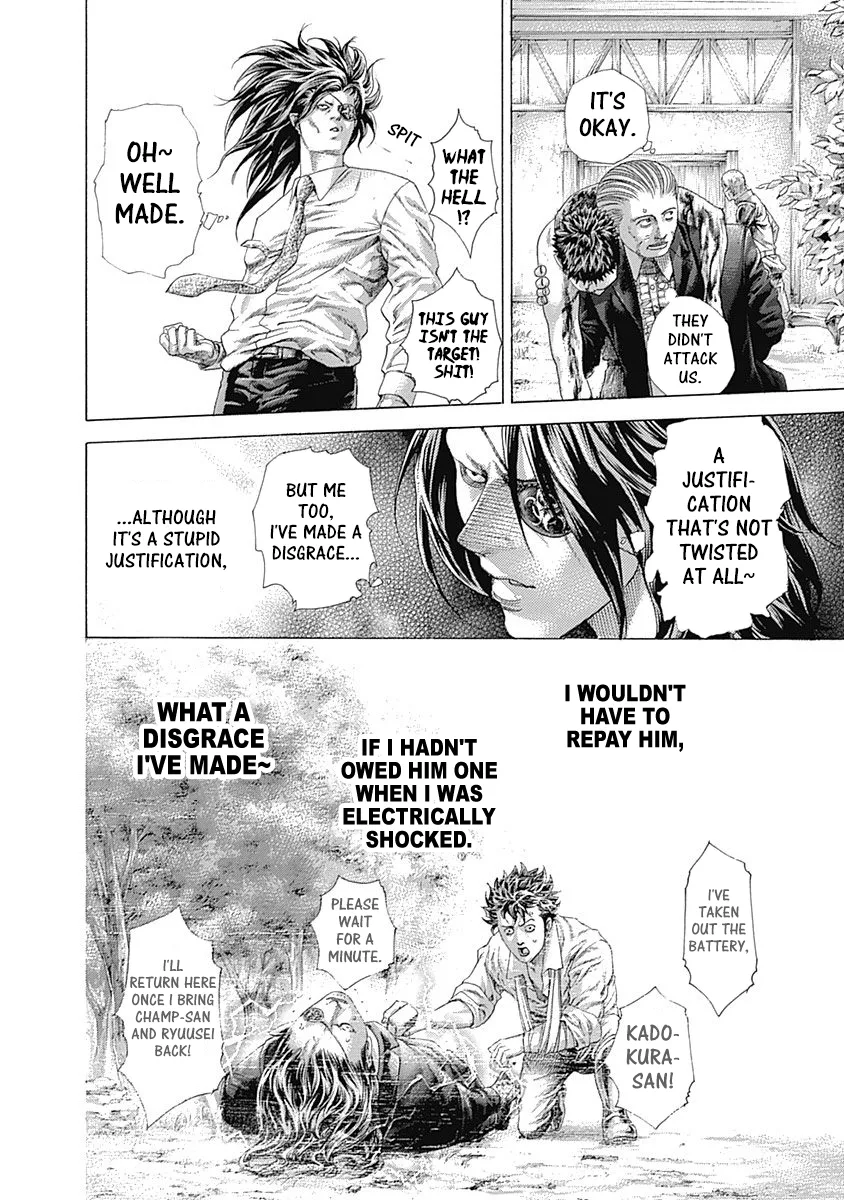 IT'S
OKAY.
THEY
DIDN'T
ATTACK
US.
SPIT
WHAT
THE
HELL
!?
THIS GUY
ISN'T THE
TARGET!
SHIT!
OH~
WELL
MADE.
A
JUSTIFI-
CATION
THAT'S NOT
TWISTED
AT ALL~
BUT ME
TOO,
I'VE MADE A
DISGRACE...
...ALTHOUGH
IT'S A STUPID
JUSTIFICATION,
I WOULDN'T
HAVE TO
REPAY HIM,
IF I HADN'T
OWED HIM ONE
WHEN I WAS
ELECTRICALLY
SHOCKED.
WHAT A
DISGRACE
I'VE MADE~
I'VE
TAKEN
OUT THE
BATTERY,
KADO-
KURA-
SAN!
PLEASE
WAIT
FOR A
MINUTE.
I'LL
RETURN HERE
ONCE I BRING
CHAMP-SAN
AND RYUUSEI
BACK!